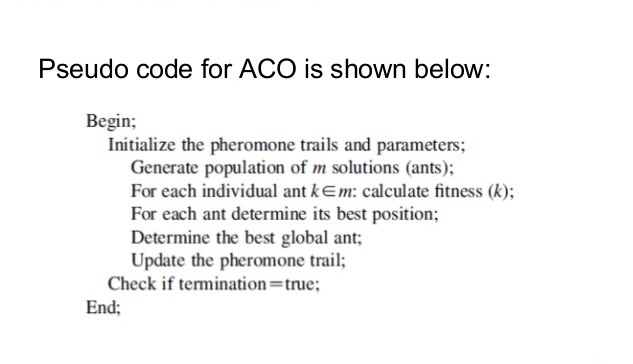 Pseudo code for ACO is shown below:
Begin;
Initialize the pheromone trails and parameters;
Generate population of m solutions (ants);
For each individual ant k∈m: calculate fitness (k);
For each ant determine its best position;
Determine the best global ant;
Update the pheromone trail;
Check if termination=true;
End;